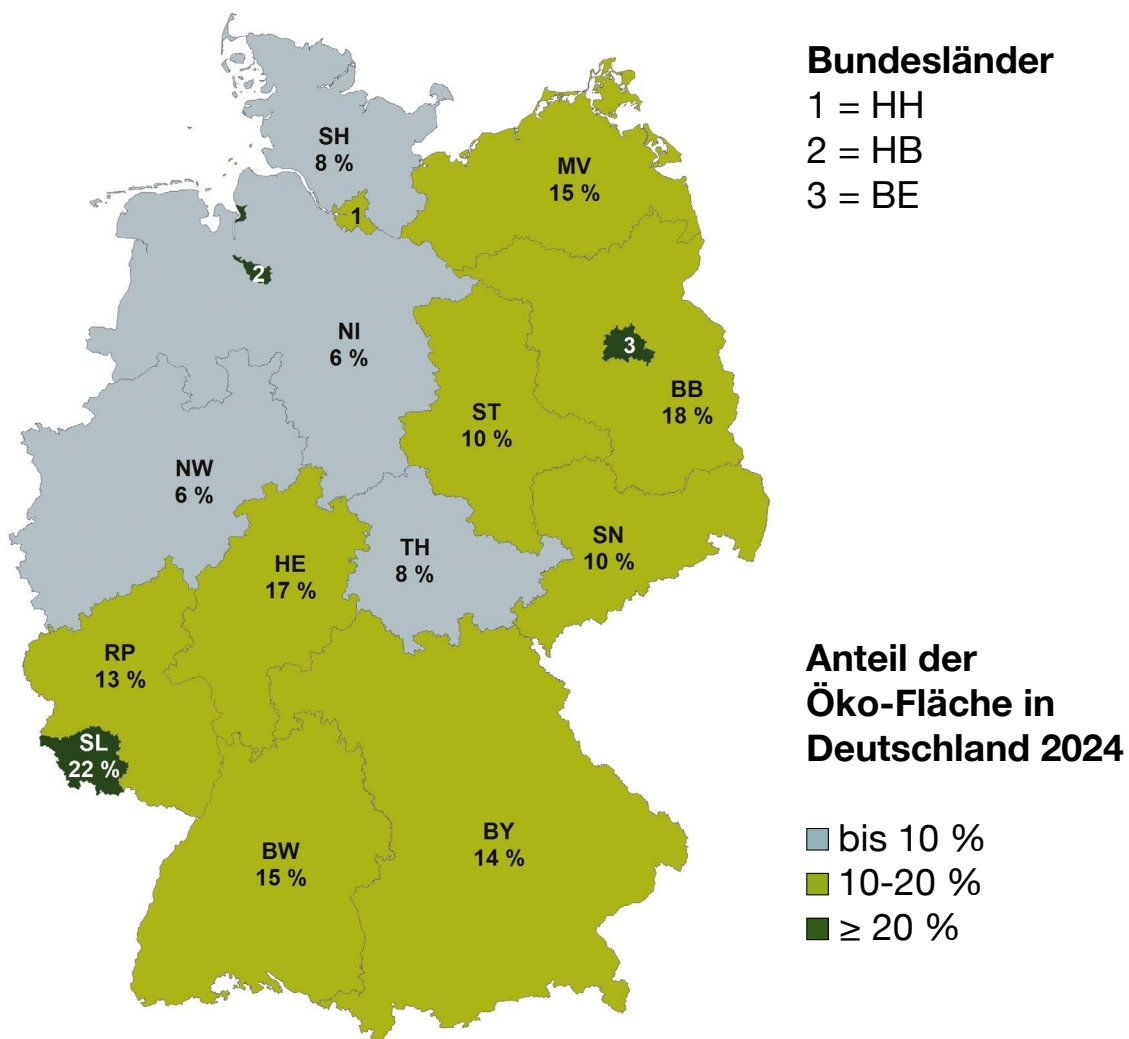 Bundesländer
1 = HH
2 = HB
3 = BE
SH
8 %
MV
15 %
1
2
NI
6 %
3
BB
18 %
ST
10 %
NW
6 %
SN
10 %
TH
8 %
HE
17 %
RP
13 %
SL
22 %
BW
15 %
BY
14 %
Anteil der
Öko-Fläche in
Deutschland 2024
bis 10 %
10-20 %
≥ 20 %